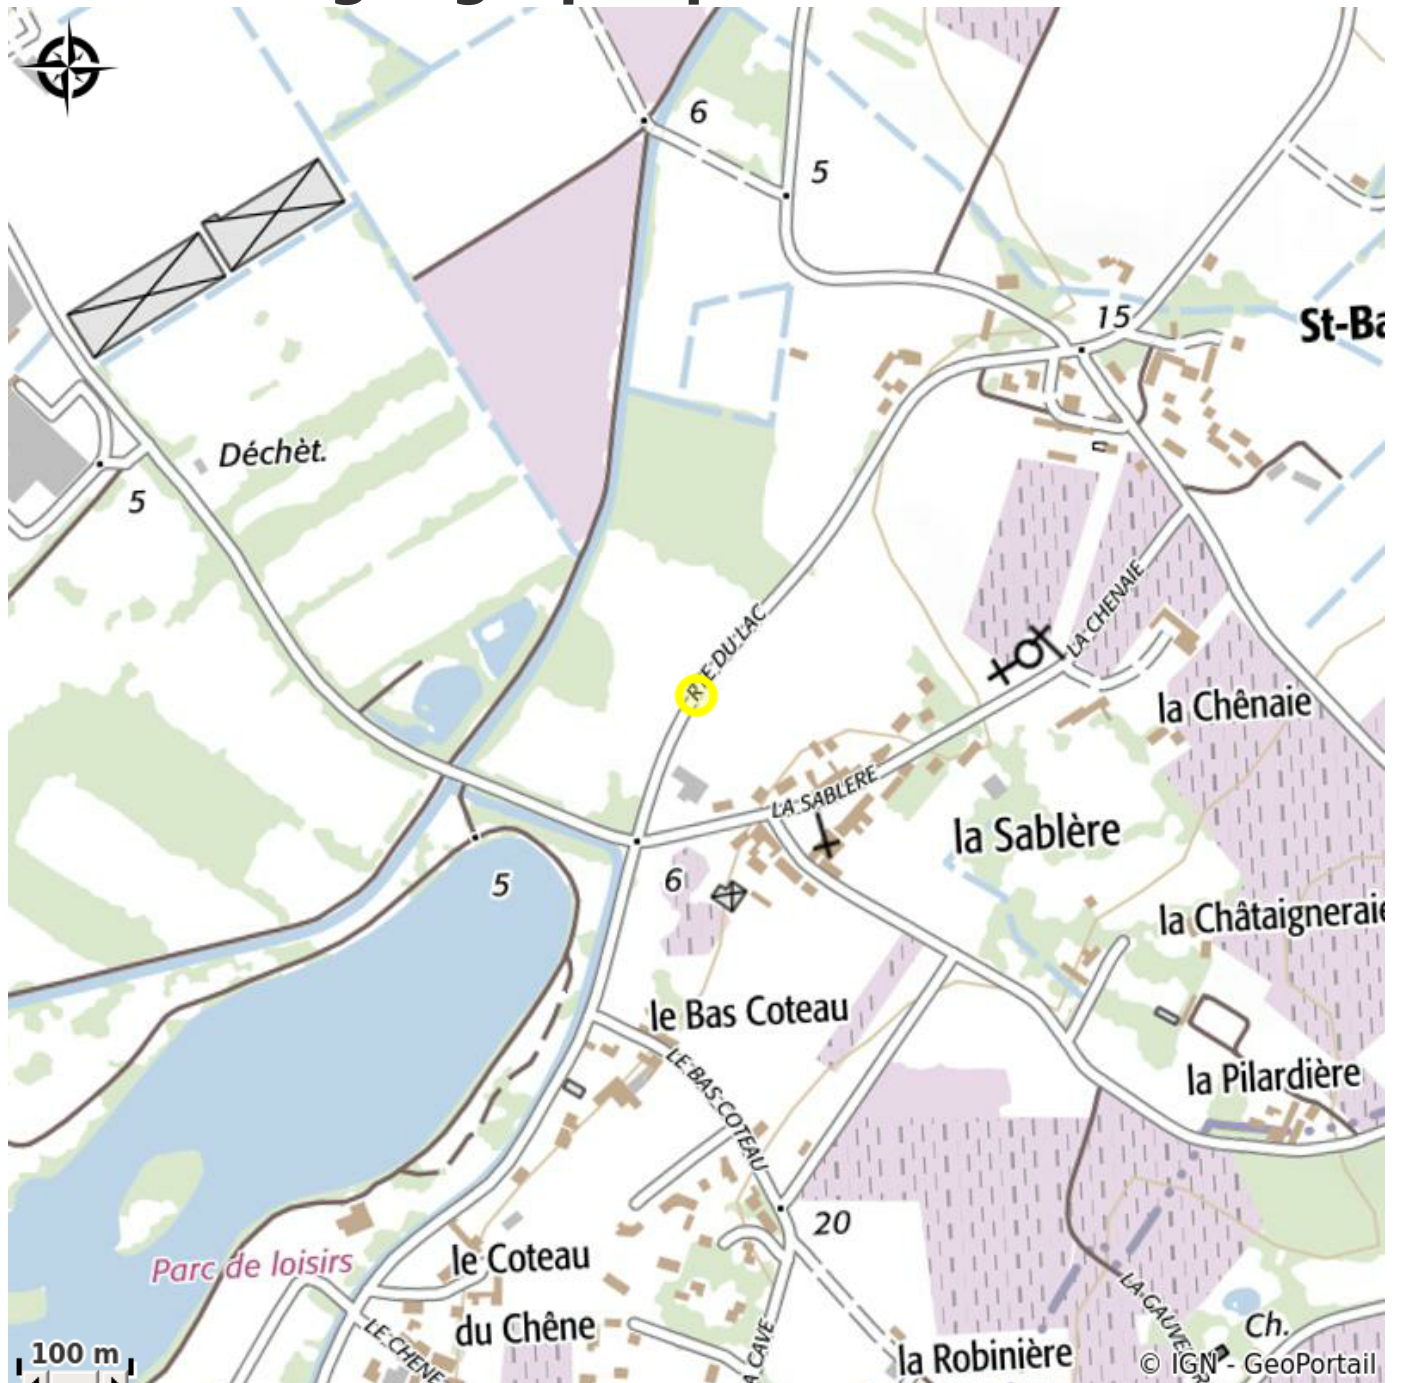 6
5
15
St-Ba
Déchèt.
5
RTE DU LAC
LA CHENAIE
la Chênaie
LA SABLERE
la Sablère
5
6
la Châtaigneraie
le Bas Coteau
LE BAS COTEAU
la Pilardière
20
Parc de loisirs
le Coteau
du Chêne
LE CHENE
LA GAUVE
Ch.
la Robinière
100 m
© IGN - GeoPortail